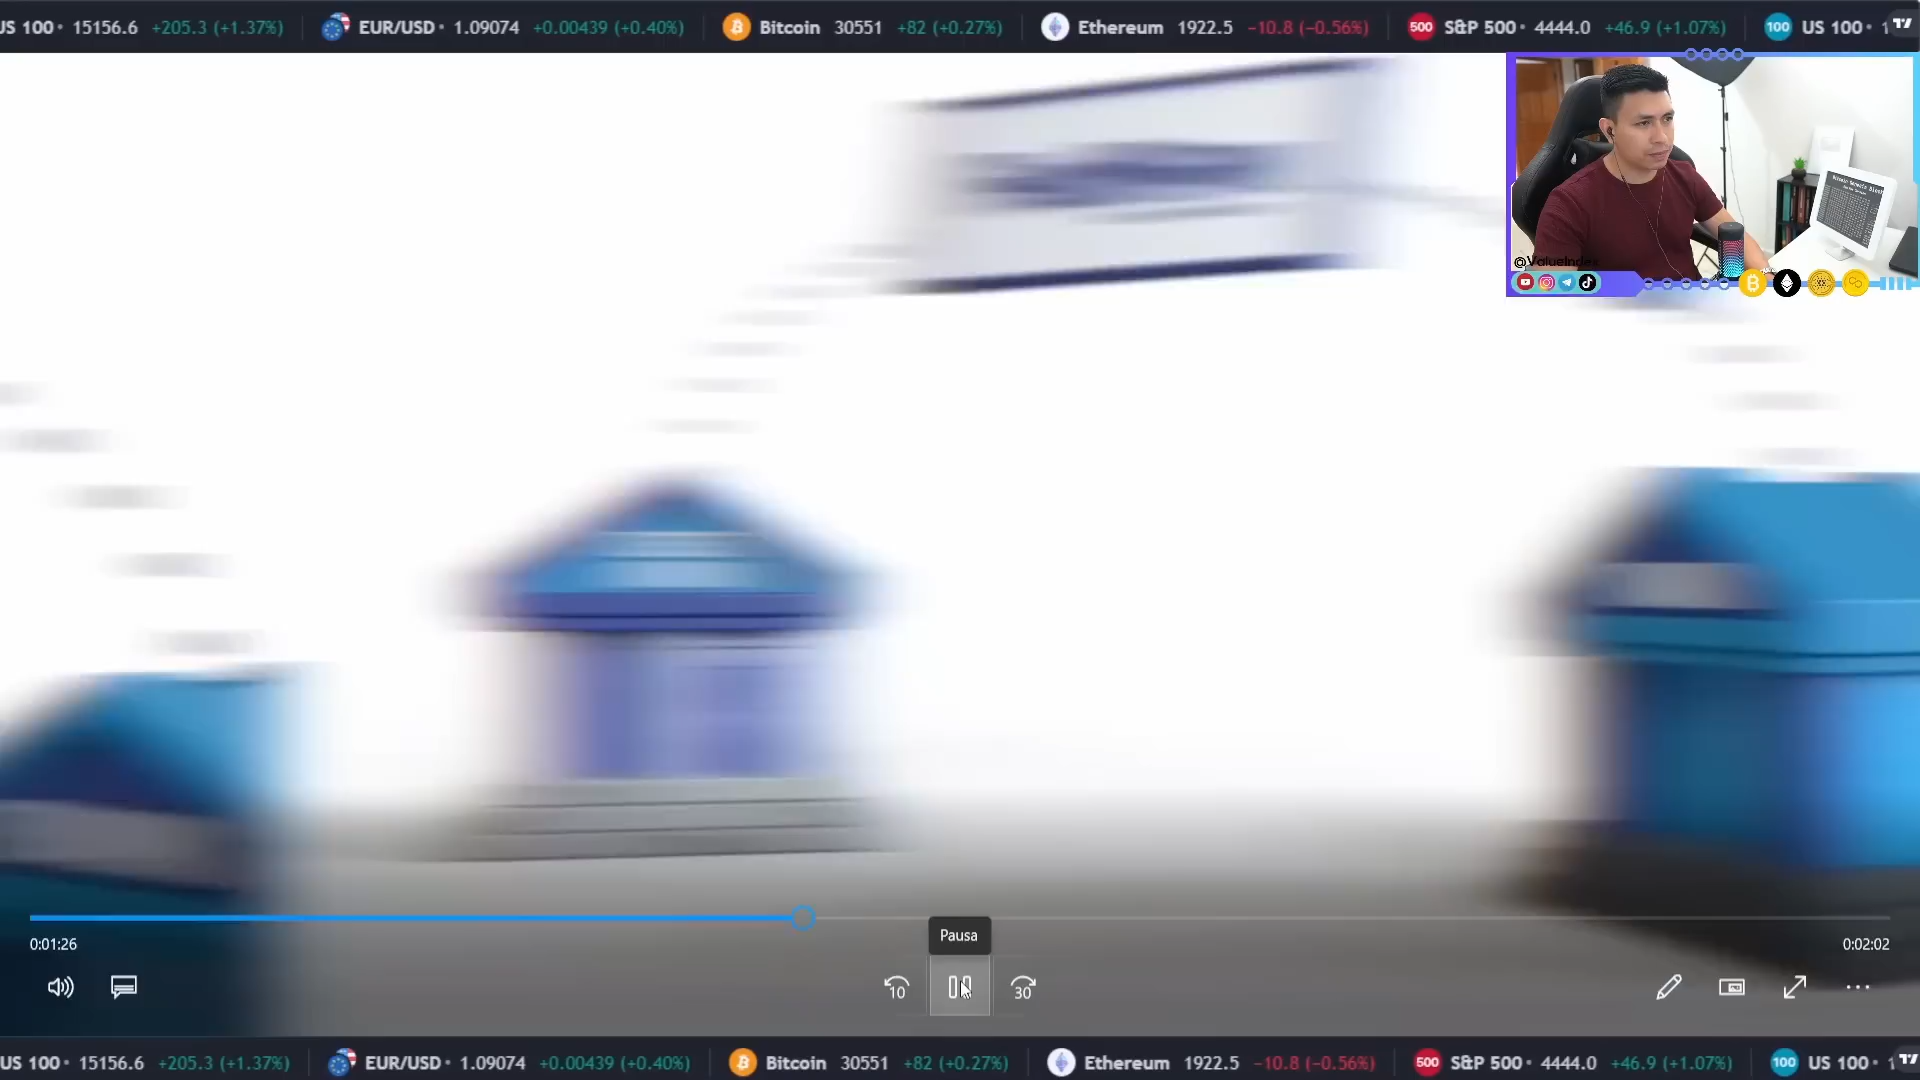 US 100 15156.6 +205.3 (+1.37%) EUR/USD 1.09074 +0.00439 (+0.40%) Bitcoin 30551 +82 (+0.27%) Ethereum 1922.5 −10.8 (−0.56%) 500 S&P 500 4444.0 +46.9 (+1.07%) 100 US 100
@ValueIndex
0:01:26
Pausa
0:02:02
10
30
US 100 15156.6 +205.3 (+1.37%) EUR/USD 1.09074 +0.00439 (+0.40%) Bitcoin 30551 +82 (+0.27%) Ethereum 1922.5 −10.8 (−0.56%) 500 S&P 500 4444.0 +46.9 (+1.07%) 100 US 100